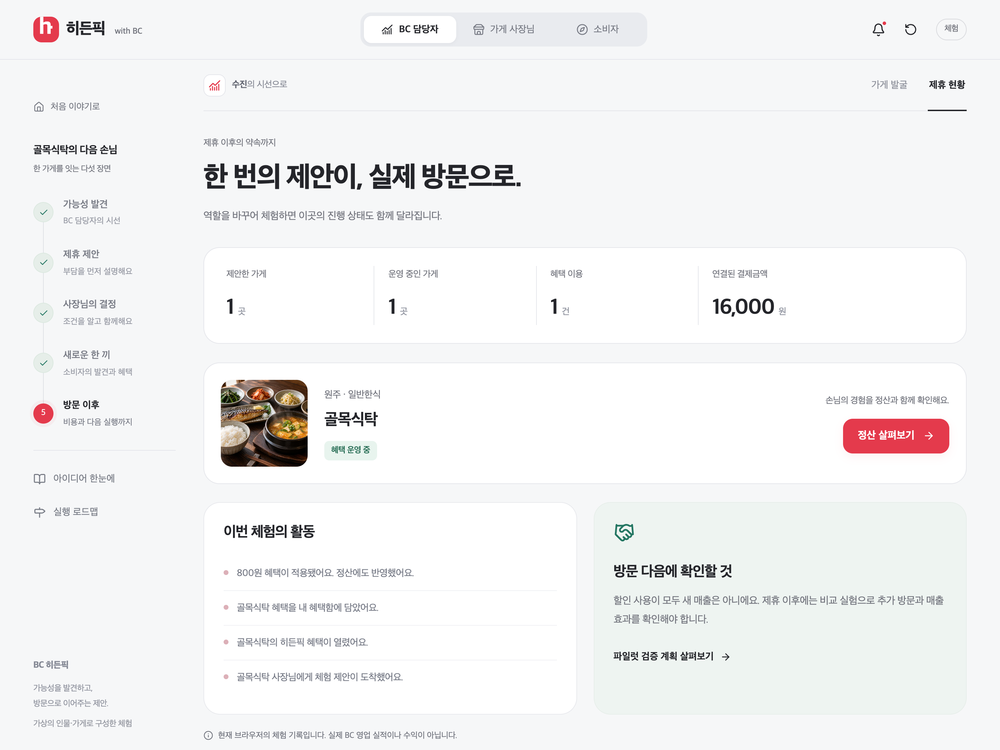 히든픽 with BC
BC 담당자
가게 사장님
소비자
체험
처음 이야기로
골목식탁의 다음 손님
한 가게를 잇는 다섯 장면
가능성 발견
BC 담당자의 시선
제휴 제안
부담을 먼저 설명해요
사장님의 결정
조건을 알고 함께해요
새로운 한 끼
소비자의 발견과 혜택
5
방문 이후
비용과 다음 실행까지
아이디어 한눈에
실행 로드맵
BC 히든픽
가능성을 발견하고,
방문으로 이어주는 제안.
가상의 인물·가게로 구성한 체험
수진의 시선으로
가게 발굴
제휴 현황
제휴 이후의 약속까지
한 번의 제안이, 실제 방문으로.
역할을 바꾸어 체험하면 이곳의 진행 상태도 함께 달라집니다.
제안한 가게
1 곳
운영 중인 가게
1 곳
혜택 이용
1 건
연결된 결제금액
16,000 원
원주 · 일반한식
골목식탁
혜택 운영 중
손님의 경험을 정산과 함께 확인해요.
정산 살펴보기
이번 체험의 활동
800원 혜택이 적용됐어요. 정산에도 반영했어요.
골목식탁 혜택을 내 혜택함에 담았어요.
골목식탁의 히든픽 혜택이 열렸어요.
골목식탁 사장님에게 체험 제안이 도착했어요.
방문 다음에 확인할 것
할인 사용이 모두 새 매출은 아니에요. 제휴 이후에는 비교 실험으로 추가 방문과 매출
효과를 확인해야 합니다.
파일럿 검증 계획 살펴보기
현재 브라우저의 체험 기록입니다. 실제 BC 영업 실적이나 수익이 아닙니다.